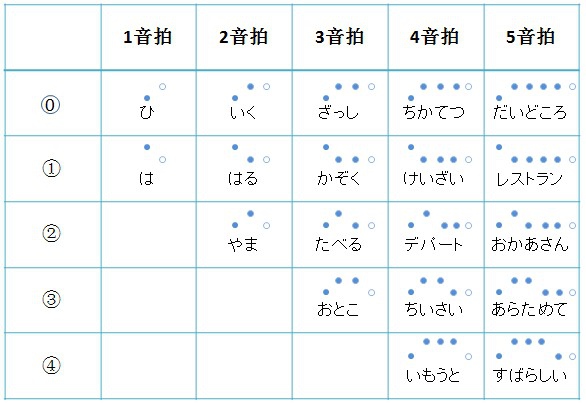 1音拍 2音拍 3音拍 4音拍 5音拍
⓪ ひ いく ざっし ちかてつ だいどころ
① は はる かぞく けいざい レストラン
② やま たべる デパート おかあさん
③ おとこ ちいさい あらためて
④ いもうと すばらしい